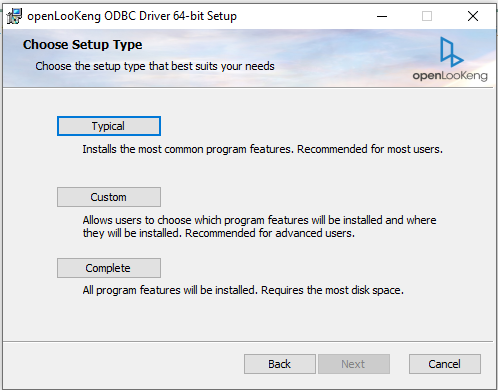 openLooKeng ODBC Driver 64-bit Setup
Choose Setup Type
Choose the setup type that best suits your needs
openLooKeng
Typical
Installs the most common program features. Recommended for most users.
Custom
Allows users to choose which program features will be installed and where
they will be installed. Recommended for advanced users.
Complete
All program features will be installed. Requires the most disk space.
Back
Next
Cancel